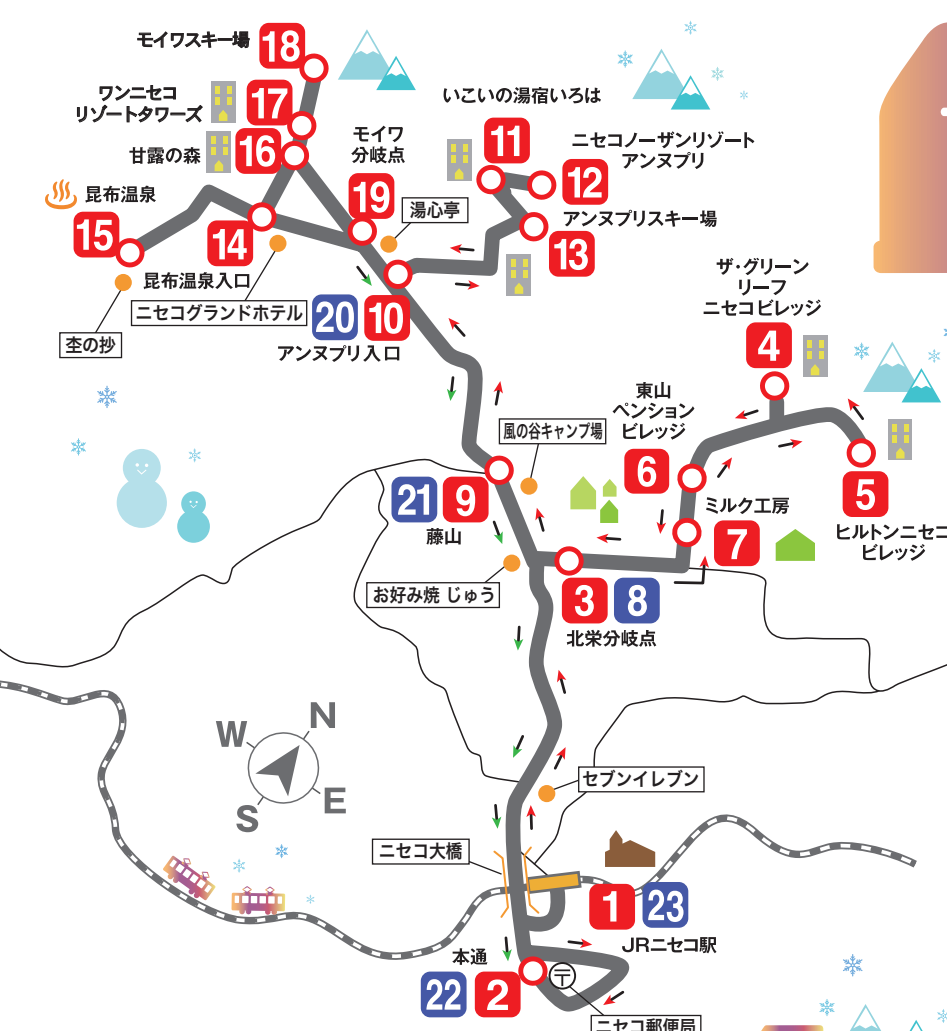 モイワスキー場
18
ワンニセコ
リゾートタワーズ
17
甘露の森
16
モイワ
分岐点
19
いこいの湯宿いろは
11
ニセコノーザンリゾート
アンヌプリ
12
アンヌプリスキー場
13
昆布温泉
15
14
昆布温泉入口
湯心亭
ニセコグランドホテル
杢の抄
20
10
アンヌプリ入口
ザ・グリーン
リーフ
ニセコビレッジ
4
東山
ペンション
ビレッジ
6
風の谷キャンプ場
5
ヒルトンニセコ
ビレッジ
ミルク工房
7
21
9
藤山
お好み焼 じゅう
3
8
北栄分岐点
N
W
E
S
セブンイレブン
ニセコ大橋
1
23
JRニセコ駅
本通
22
2
〒
ニセコ郵便局